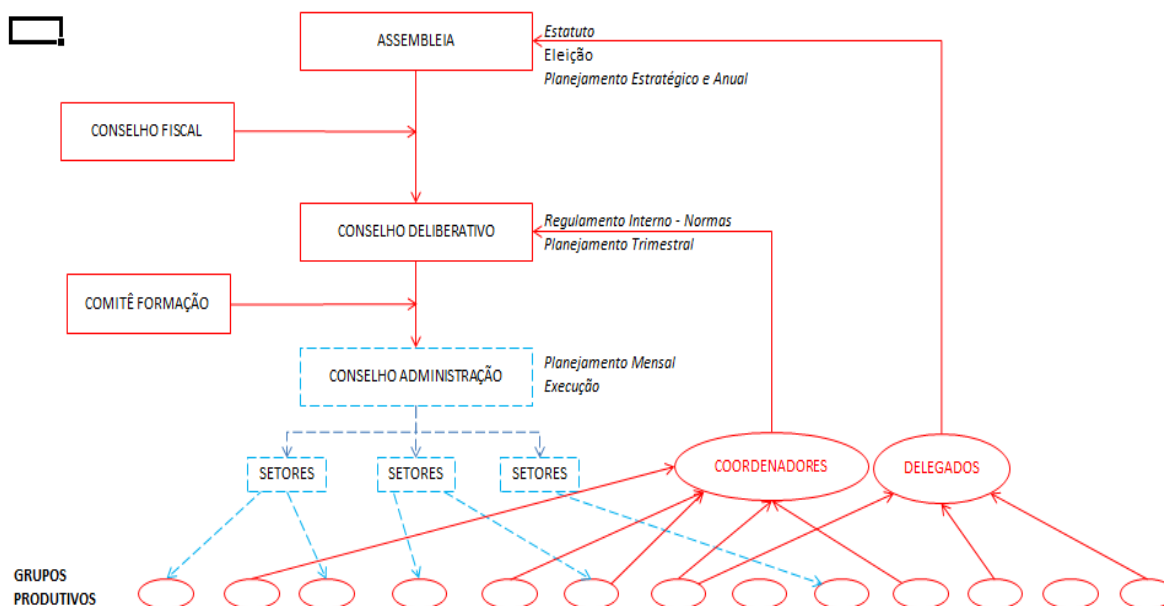 ASSEMBLEIA
Estatuto
Eleição
Planejamento Estratégico e Anual
CONSELHO FISCAL
CONSELHO DELIBERATIVO
Regulamento Interno - Normas
Planejamento Trimestral
COMITÊ FORMAÇÃO
CONSELHO ADMINISTRAÇÃO
Planejamento Mensal
Execução
SETORES
SETORES
SETORES
COORDENADORES
DELEGADOS
GRUPOS
PRODUTIVOS